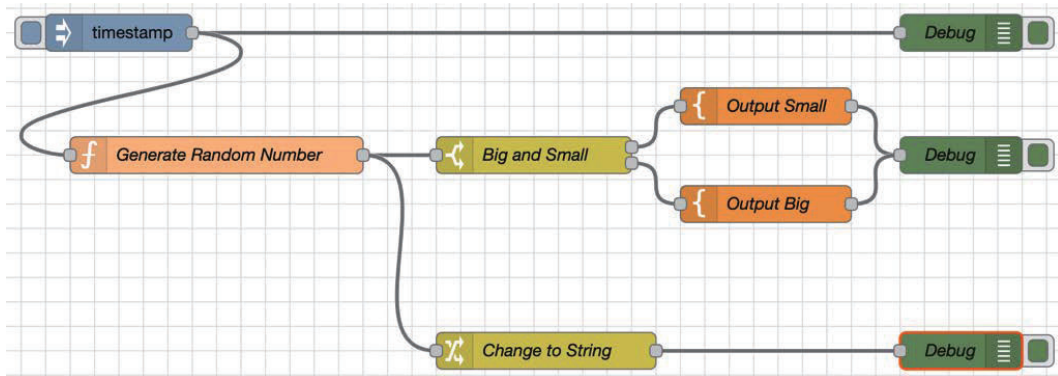 timestamp
Debug
Output Small
Generate Random Number
Big and Small
Debug
Output Big
Change to String
Debug